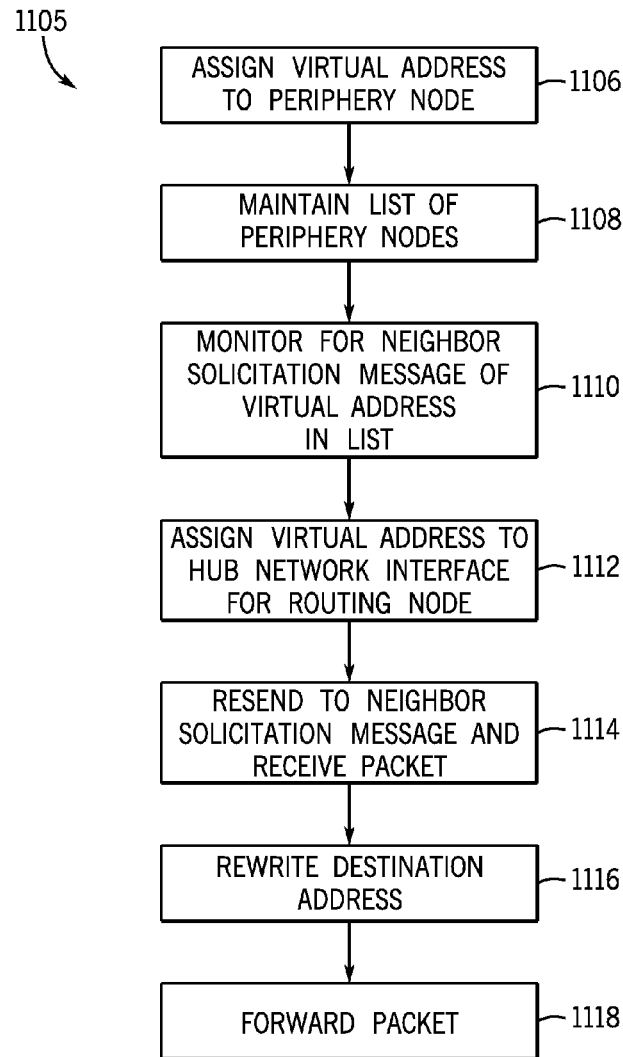 1105
ASSIGN VIRTUAL ADDRESS
TO PERIPHERY NODE
1106
MAINTAIN LIST OF
PERIPHERY NODES
1108
MONITOR FOR NEIGHBOR
SOLICITATION MESSAGE OF
VIRTUAL ADDRESS
IN LIST
1110
ASSIGN VIRTUAL ADDRESS TO
HUB NETWORK INTERFACE
FOR ROUTING NODE
1112
RESEND TO NEIGHBOR
SOLICITATION MESSAGE AND
RECEIVE PACKET
1114
REWRITE DESTINATION
ADDRESS
1116
FORWARD PACKET
1118